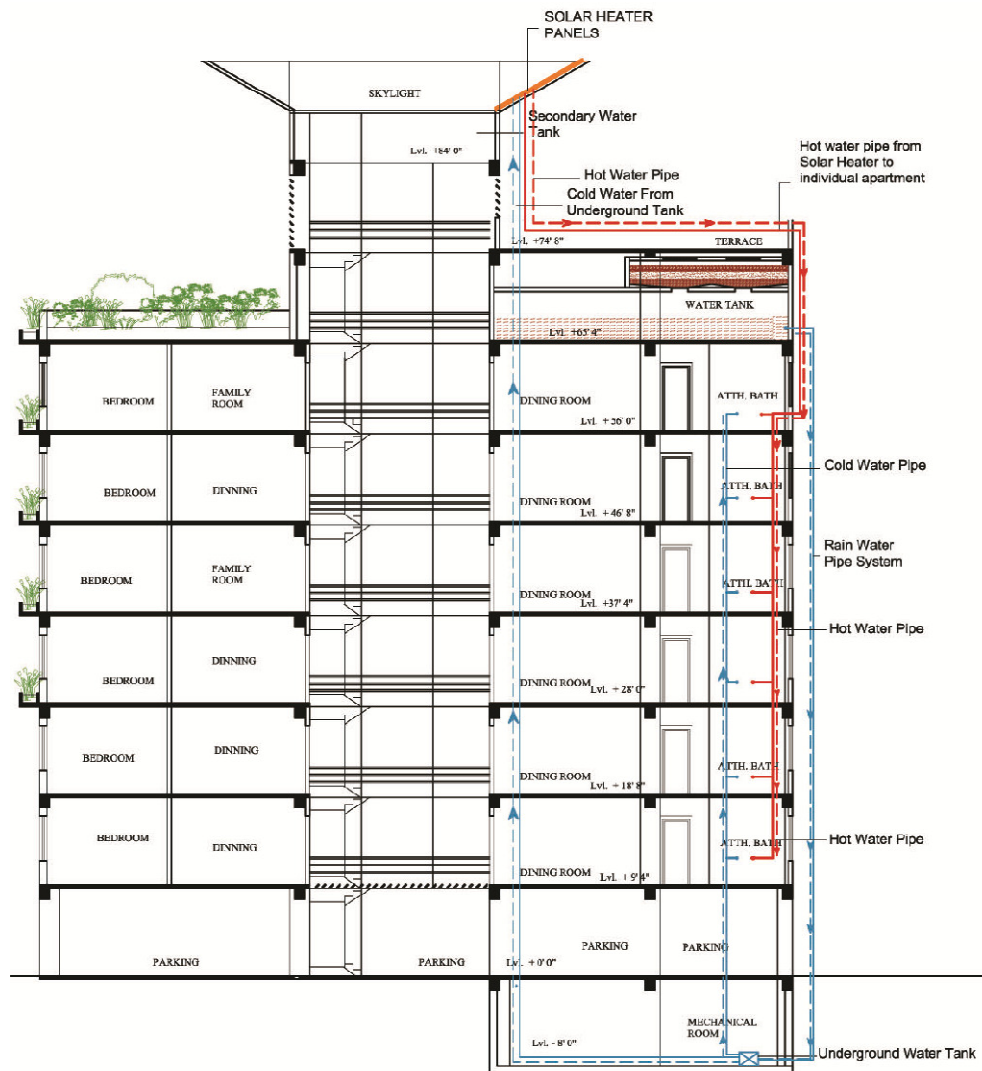 SOLAR HEATER
PANELS
SKYLIGHT
Secondary Water
Tank
Lvl. +84'0"
Hot water pipe from
Solar Heater to
individual apartment
Hot Water Pipe
Cold Water From
Underground Tank
Lvl. +74'8"
TERRACE
WATER TANK
Lvl. +65'4"
BEDROOM
FAMILY
ROOM
DINING ROOM
ATTH. BATH
Lvl. +56'0"
Cold Water Pipe
BEDROOM
DINNING
DINING ROOM
ATTH. BATH
Lvl. +46'8"
Rain Water
Pipe System
BEDROOM
FAMILY
ROOM
DINING ROOM
ATTH. BATH
Lvl. +37'4"
Hot Water Pipe
BEDROOM
DINNING
DINING ROOM
Lvl. +28'0"
BEDROOM
DINNING
DINING ROOM
ATTH. BATH
Lvl. +18'8"
BEDROOM
DINNING
DINING ROOM
ATTH. BATH
Lvl. +9'4"
Hot Water Pipe
PARKING
PARKING
PARKING
PARKING
Lvl. +0'0"
MECHANICAL
ROOM
Lvl. -8'0"
Underground Water Tank